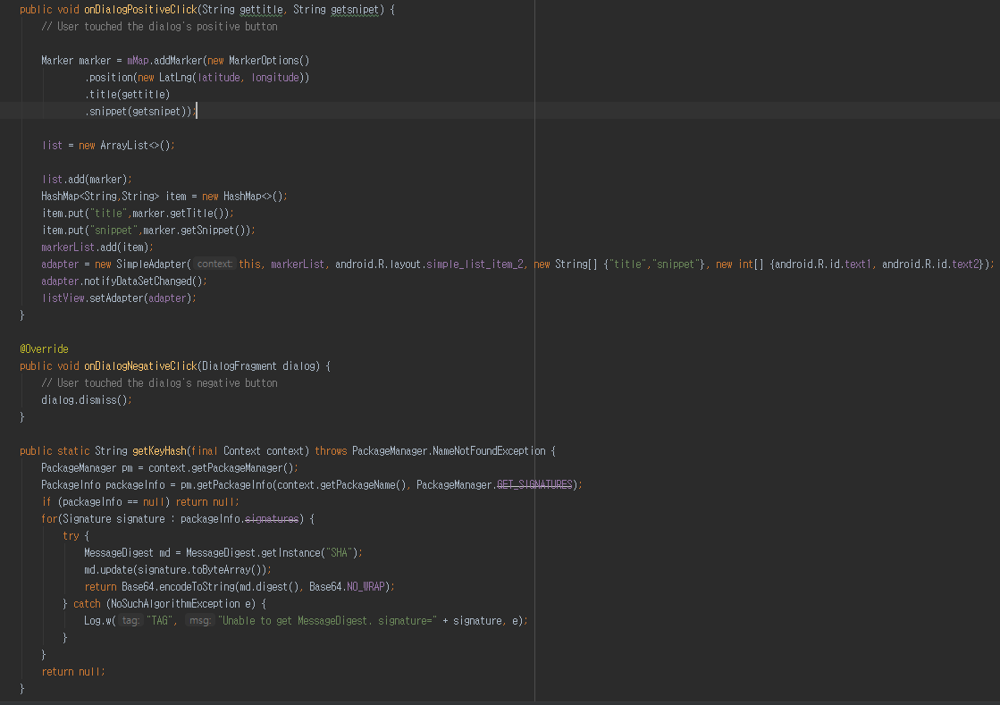 public void onDialogPositiveClick(String gettitle, String getsnipet) {
// User touched the dialog's positive button
Marker marker = mMap.addMarker(new MarkerOptions()
.position(new LatLng(latitude, longitude))
.title(gettitle)
.snippet(getsnipet));
list = new ArrayList<>();
list.add(marker);
HashMap<String,String> item = new HashMap<>();
item.put("title",marker.getTitle());
item.put("snippet",marker.getSnippet());
markerList.add(item);
adapter = new SimpleAdapter( context: this, markerList, android.R.layout.simple_list_item_2, new String[] {"title","snippet"}, new int[] {android.R.id.text1, android.R.id.text2});
adapter.notifyDataSetChanged();
listView.setAdapter(adapter);
}
@Override
public void onDialogNegativeClick(DialogFragment dialog) {
// User touched the dialog's negative button
dialog.dismiss();
}
public static String getKeyHash(final Context context) throws PackageManager.NameNotFoundException {
PackageManager pm = context.getPackageManager();
PackageInfo packageInfo = pm.getPackageInfo(context.getPackageName(), PackageManager.GET_SIGNATURES);
if (packageInfo == null) return null;
for(Signature signature : packageInfo.signatures) {
try {
MessageDigest md = MessageDigest.getInstance("SHA");
md.update(signature.toByteArray());
return Base64.encodeToString(md.digest(), Base64.NO_WRAP);
} catch (NoSuchAlgorithmException e) {
Log.w( tag: "TAG", msg: "Unable to get MessageDigest. signature=" + signature, e);
}
}
return null;
}